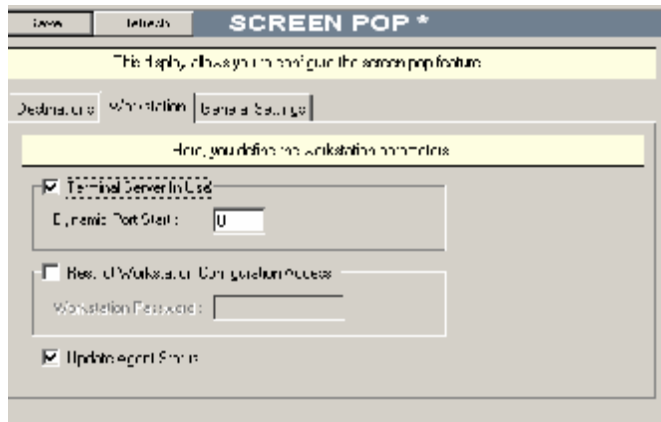 Save Refresh SCREEN POP *
This display allows you to configure the screen pop feature
Destinations Workstation General Settings
Here, you define the workstation parameters
Terminal Server In Use
Dynamic Port Start : 0
Restrict Workstation Configuration Access
Workstation Password :
Update Agent Status